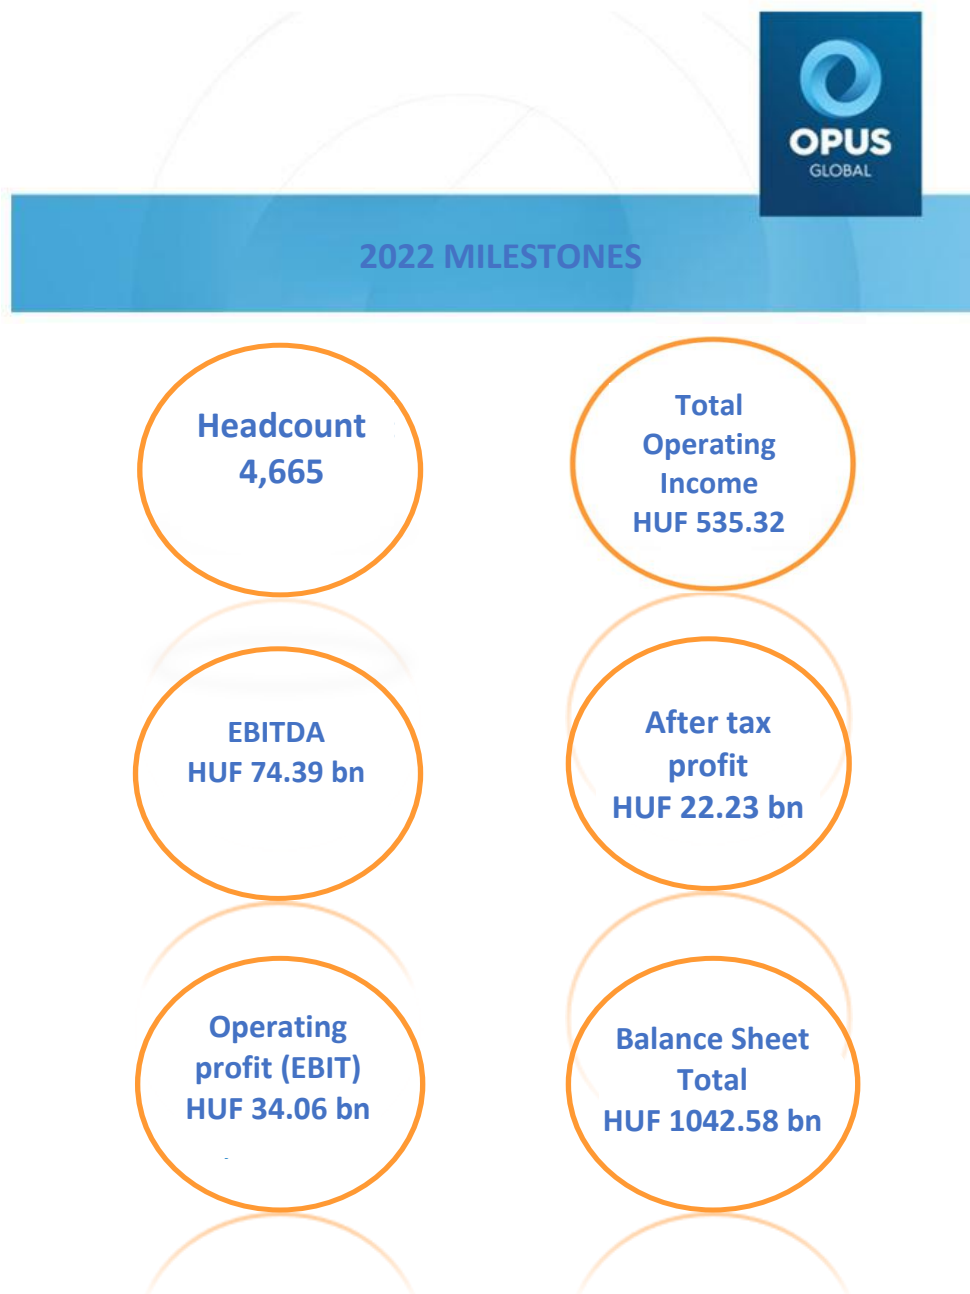 OPUS
GLOBAL
2022 MILESTONES
Headcount
4,665
Total
Operating
Income
HUF 535.32
EBITDA
HUF 74.39 bn
After tax
profit
HUF 22.23 bn
Operating
profit (EBIT)
HUF 34.06 bn
Balance Sheet
Total
HUF 1042.58 bn